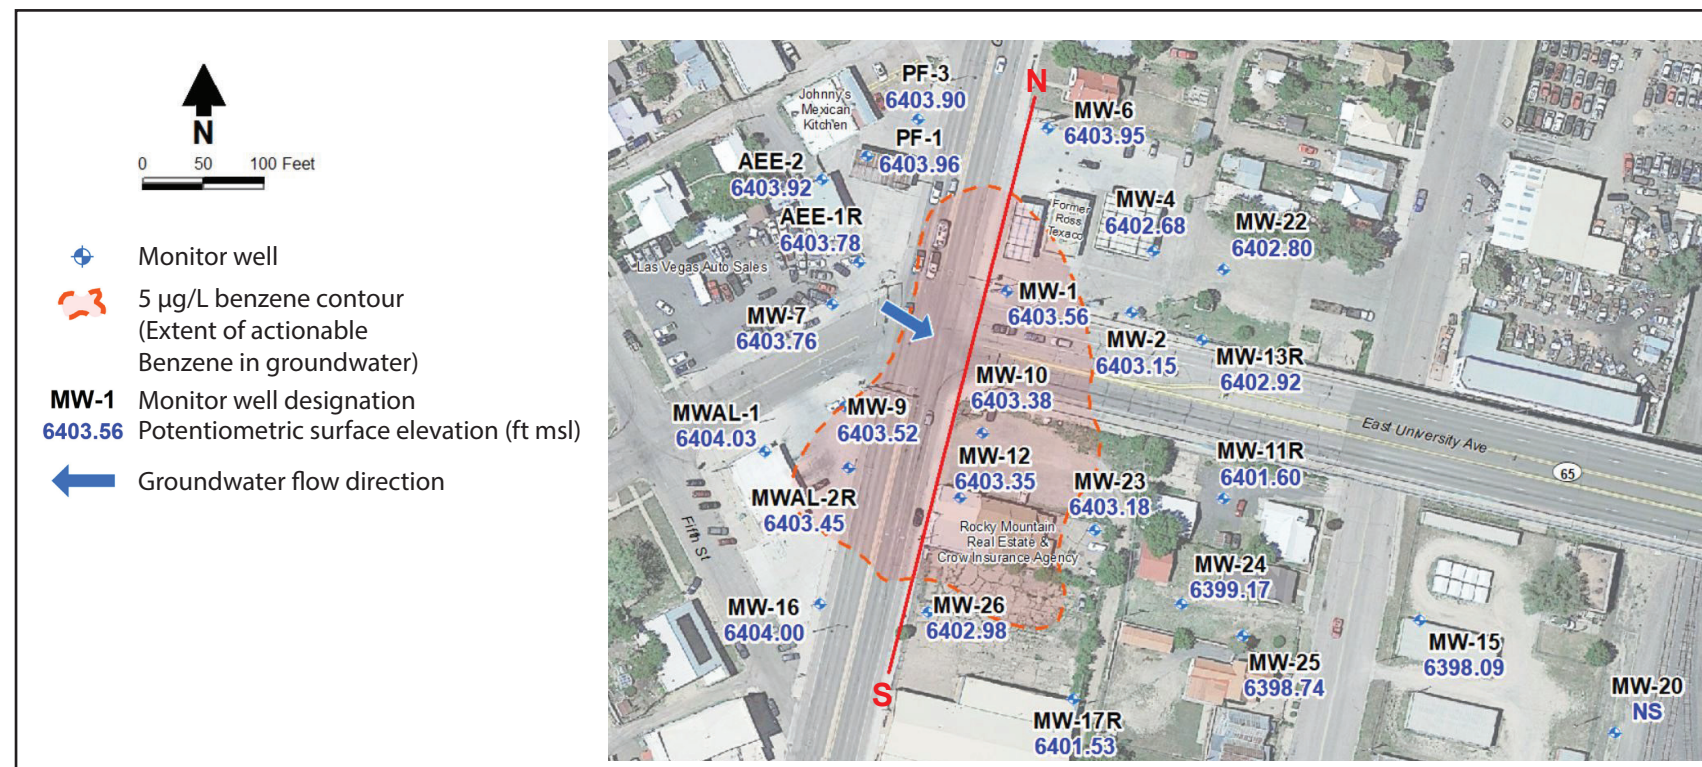 N
0 50 100 Feet
Monitor well
5 µg/L benzene contour
(Extent of actionable
Benzene in groundwater)
MW-1 Monitor well designation
6403.56 Potentiometric surface elevation (ft msl)
Groundwater flow direction
N
PF-3
6403.90
Johnny's
Mexican
Kitch'en
MW-6
6403.95
PF-1
6403.96
AEE-2
6403.92
AEE-1R
6403.78
Former
Ross
Texaco
MW-4
6402.68
MW-22
6402.80
Las Vegas Auto Sales
MW-1
6403.56
MW-7
6403.76
MW-2
6403.15
MW-13R
6402.92
MW-10
6403.38
MWAL-1
6404.03
MW-9
6403.52
East University Ave
65
MW-12
6403.35
MW-11R
6401.60
MW-23
6403.18
MWAL-2R
6403.45
Fifth St
Rocky Mountain
Real Estate &
Crow Insurance Agency
MW-24
6399.17
MW-16
6404.00
MW-26
6402.98
MW-25
6398.74
MW-15
6398.09
S
MW-17R
6401.53
MW-20
NS